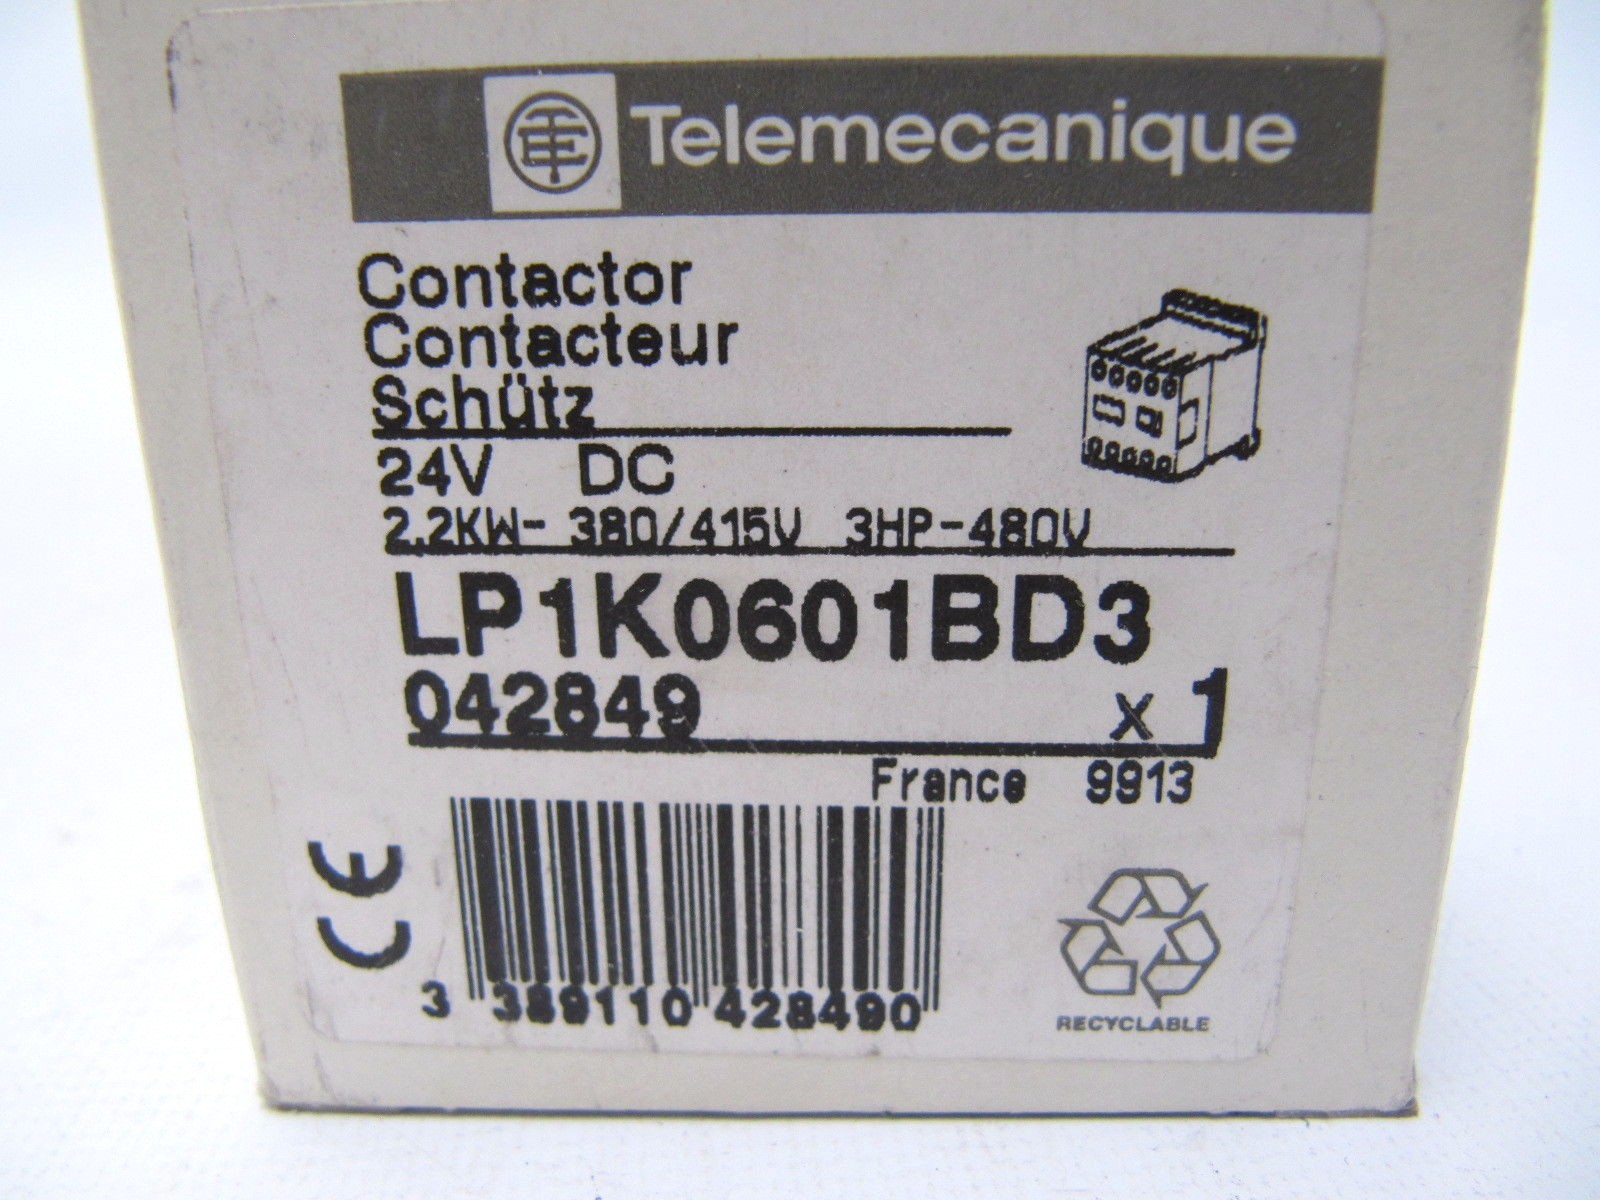 Telemecanique
Contactor
Contacteur
Schütz
24V DC
2.2KW- 380/415V 3HP-480V
LP1K0601BD3
042849 x 1
France 9913
CE
3 389110 428490
RECYCLABLE